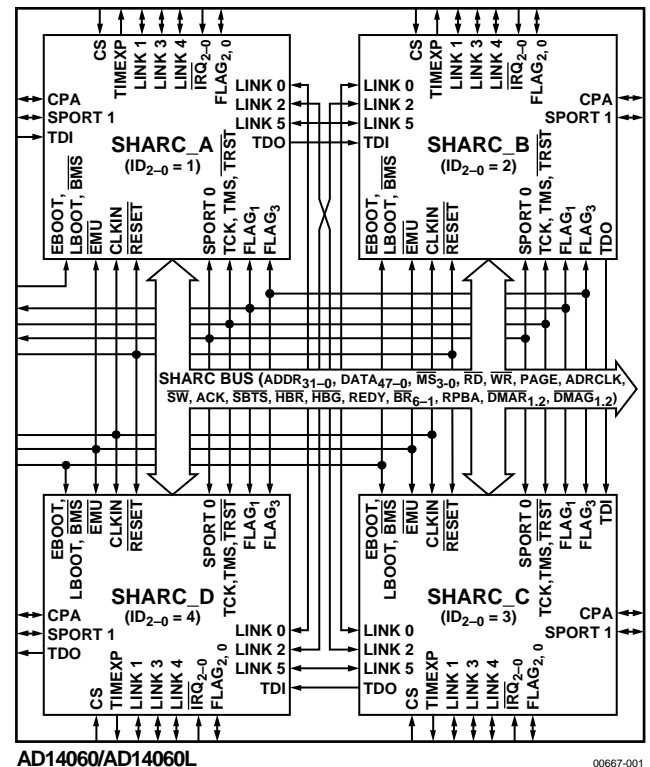 CS
TIMEXP
LINK 1
LINK 3
LINK 4
IRQ2–0
FLAG2, 0
CPA
SPORT 1
TDI
LINK 0
LINK 2
LINK 5
TDO
SHARC_A
(ID2–0 = 1)
EBOOT,
LBOOT, BMS
EMU
CLKIN
RESET
SPORT 0
TCK, TMS, TRST
FLAG1
FLAG3
CS
TIMEXP
LINK 1
LINK 3
LINK 4
IRQ2–0
FLAG2, 0
LINK 0
LINK 2
LINK 5
TDI
CPA
SPORT 1
SHARC_B
(ID2–0 = 2)
EBOOT,
LBOOT, BMS
EMU
CLKIN
RESET
SPORT 0
TCK, TMS, TRST
FLAG1
FLAG3
TDO
SHARC BUS (ADDR31–0, DATA47–0, MS3-0, RD, WR, PAGE, ADRCLK,
SW, ACK, SBTS, HBR, HBG, REDY, BR6–1, RPBA, DMAR1.2, DMAG1.2)
EBOOT,
LBOOT, BMS
EMU
CLKIN
RESET
SPORT 0
TCK,TMS,TRST
FLAG1
FLAG3
SHARC_D
(ID2–0 = 4)
CPA
SPORT 1
TDO
LINK 0
LINK 2
LINK 5
TDI
CS
TIMEXP
LINK 1
LINK 3
LINK 4
IRQ2–0
FLAG2, 0
EBOOT,
LBOOT, BMS
EMU
CLKIN
RESET
SPORT 0
TCK,TMS,TRST
FLAG1
FLAG3
TDI
SHARC_C
(ID2–0 = 3)
LINK 0
LINK 2
LINK 5
TDO
CPA
SPORT 1
CS
TIMEXP
LINK 1
LINK 3
LINK 4
IRQ2–0
FLAG2, 0
AD14060/AD14060L
00667-001